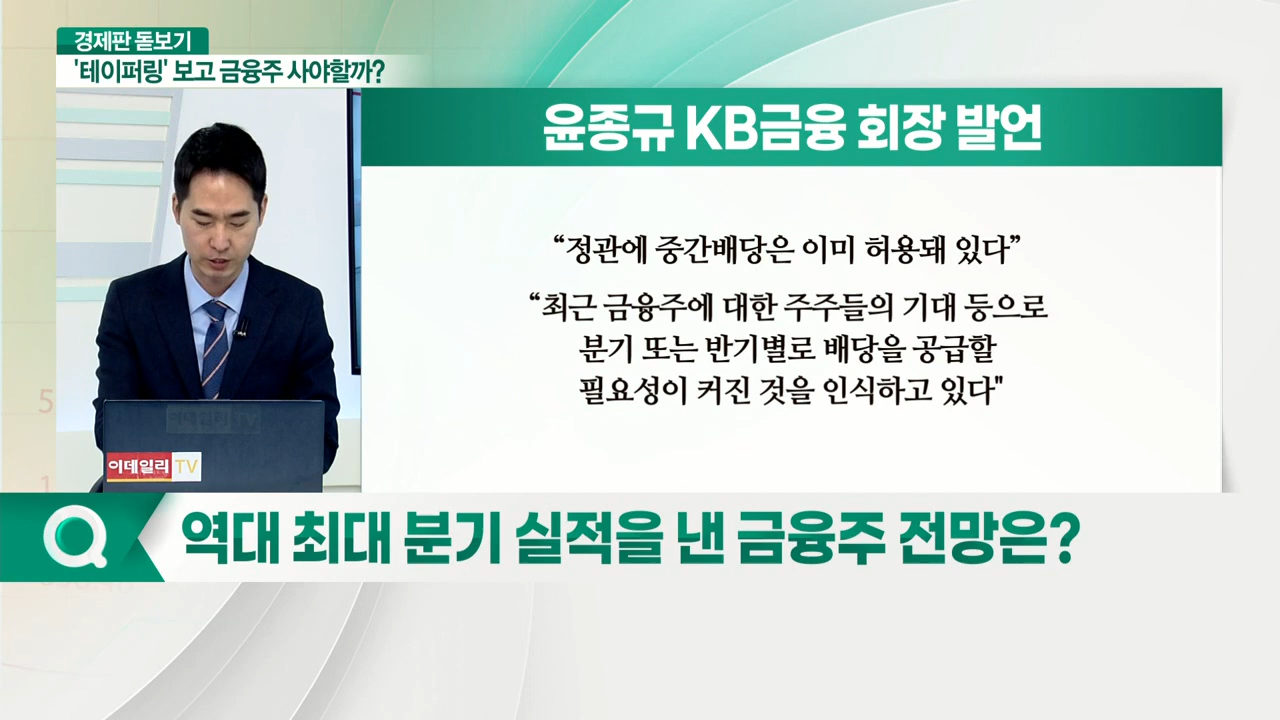 경제판 돋보기
'테이퍼링' 보고 금융주 사야할까?
윤종규 KB금융 회장 발언
“정관에 중간배당은 이미 허용돼 있다”
“최근 금융주에 대한 주주들의 기대 등으로
분기 또는 반기별로 배당을 공급할
필요성이 커진 것을 인식하고 있다"
이데일리TV
이데일리 TV
역대 최대 분기 실적을 낸 금융주 전망은?